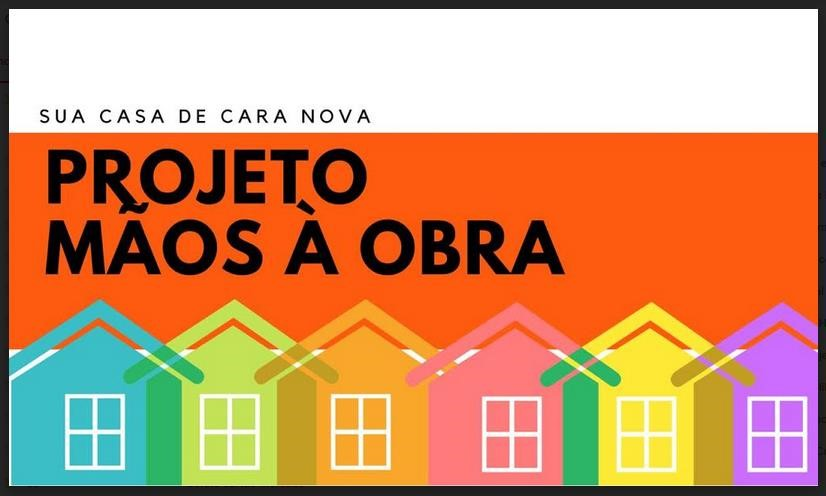 SUA CASA DE CARA NOVA
PROJETO
MÃOS À OBRA